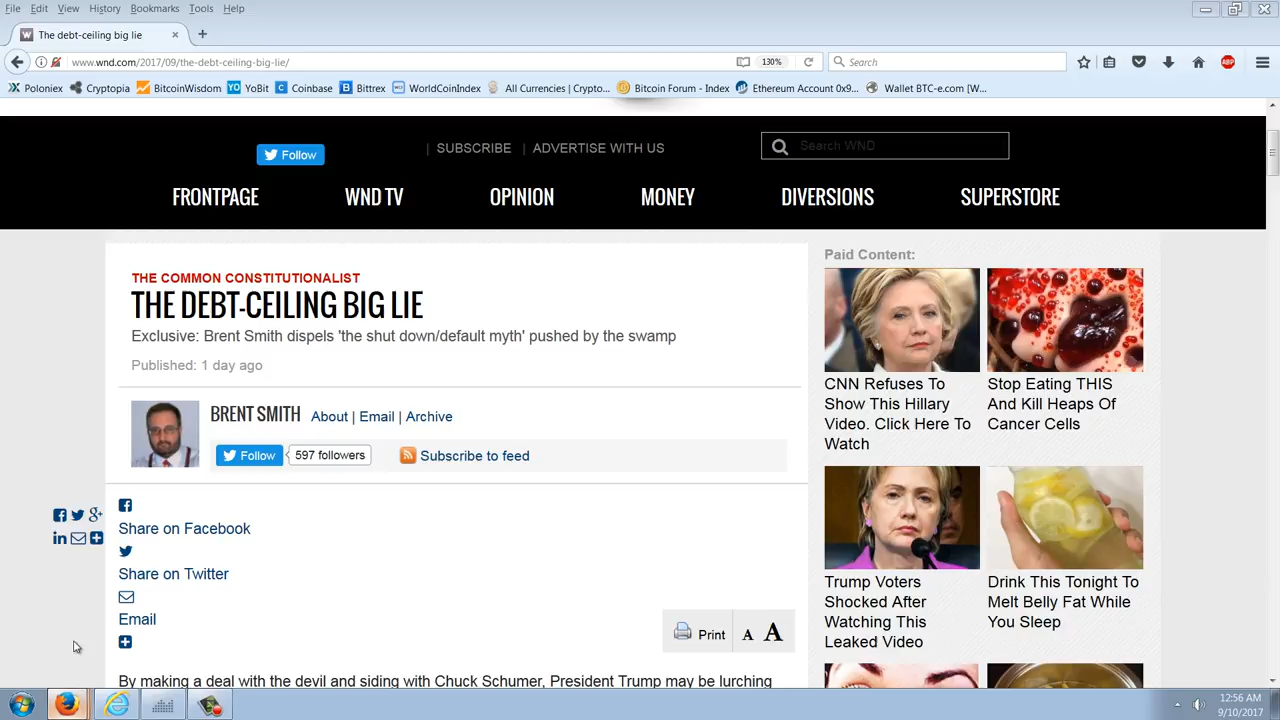 File Edit View History Bookmarks Tools Help
W The debt-ceiling big lie
www.wnd.com/2017/09/the-debt-ceiling-big-lie/ 130% Search ABP
Poloniex Cryptopia BitcoinWisdom YO YoBit C Coinbase B Bittrex WorldCoinIndex All Currencies | Crypto... Bitcoin Forum - Index Ethereum Account 0x9... Wallet BTC-e.com [W...
Follow | SUBSCRIBE | ADVERTISE WITH US Search WND
FRONTPAGE WND TV OPINION MONEY DIVERSIONS SUPERSTORE
THE COMMON CONSTITUTIONALIST
THE DEBT-CEILING BIG LIE
Exclusive: Brent Smith dispels 'the shut down/default myth' pushed by the swamp
Published: 1 day ago
BRENT SMITH About | Email | Archive
Follow 597 followers Subscribe to feed
Share on Facebook
Share on Twitter
Email
Print A A
By making a deal with the devil and siding with Chuck Schumer, President Trump may be lurching
Paid Content:
CNN Refuses To
Show This Hillary
Video. Click Here To
Watch
Stop Eating THIS
And Kill Heaps Of
Cancer Cells
Trump Voters
Shocked After
Watching This
Leaked Video
Drink This Tonight To
Melt Belly Fat While
You Sleep
12:56 AM
9/10/2017